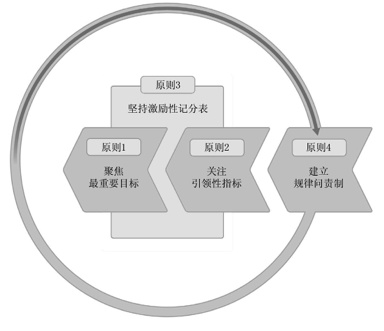 原则3
坚持激励性记分表
原则1
聚焦
最重要目标
原则2
关注
引领性指标
原则4
建立
规律问责制